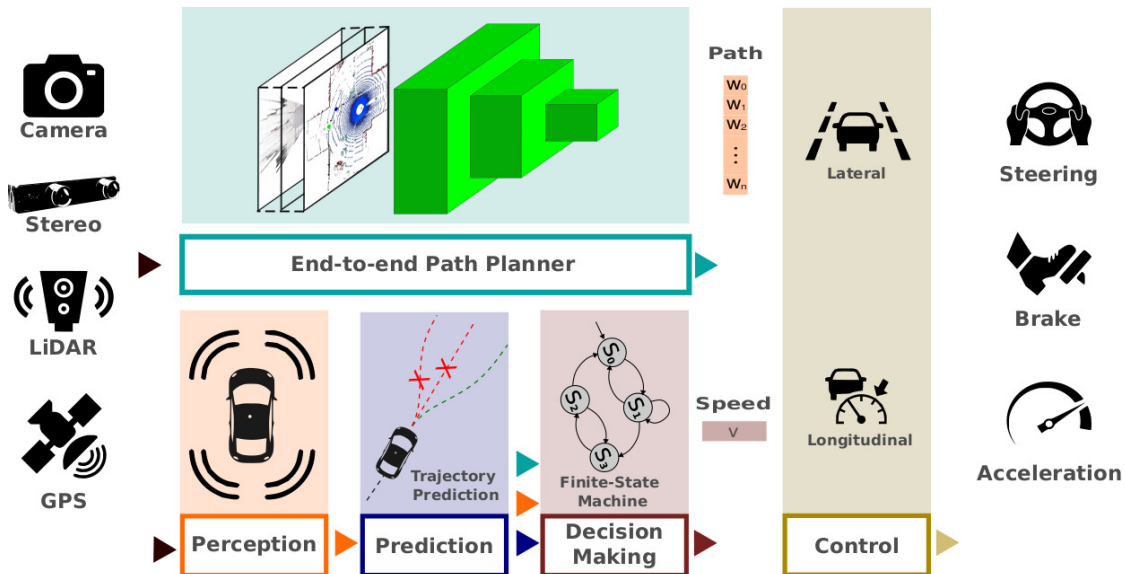 Camera
Stereo
LiDAR
GPS
End-to-end Path Planner
Path
W₀
W₁
W₂
⋮
Wₙ
Trajectory
Prediction
S₀
S₁
S₂
S₃
Finite-State
Machine
Speed
V
Perception
Prediction
Decision
Making
Lateral
Longitudinal
Control
Steering
Brake
Acceleration